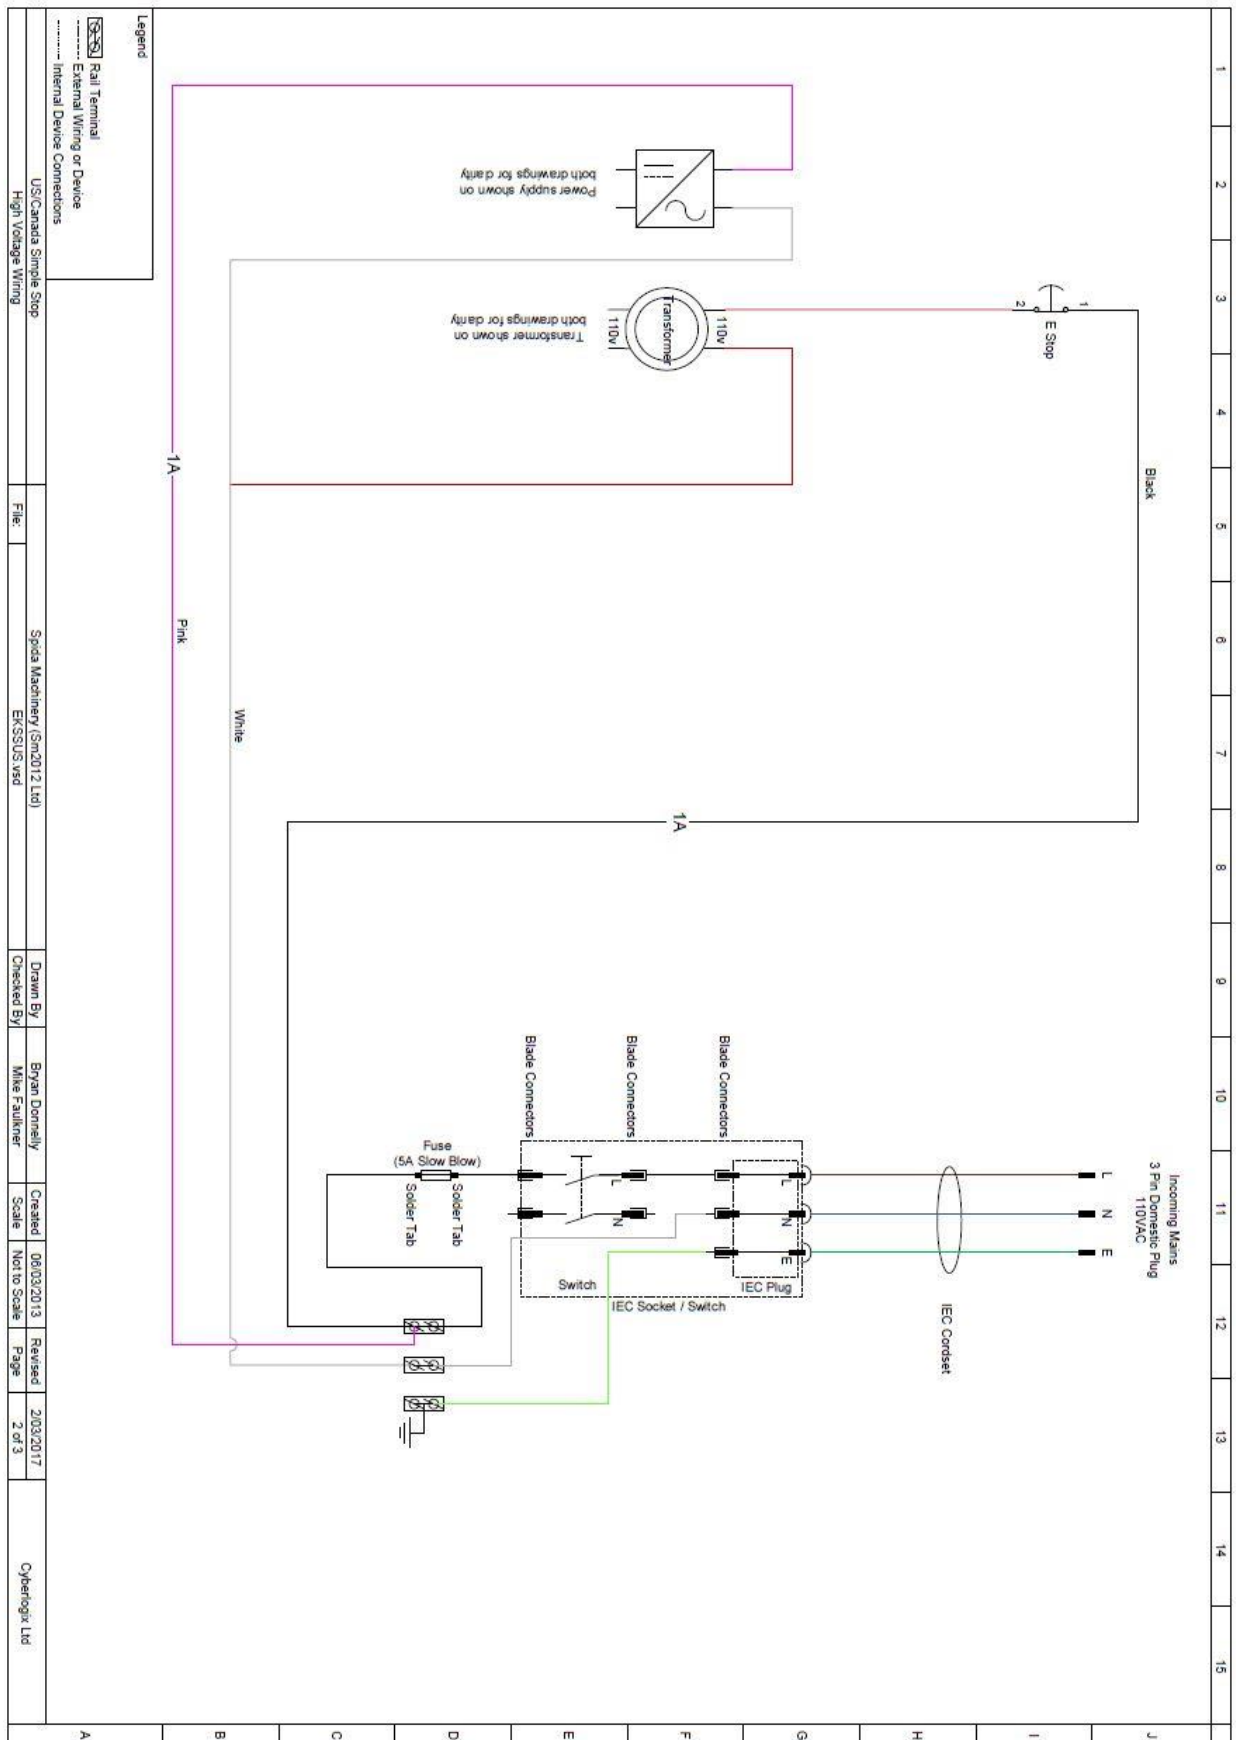 1
2
3
4
5
6
7
8
9
10
11
12
13
14
15
J
I
H
G
F
E
D
C
B
A
Incoming Mains
3 Pin Domestic Plug
110VAC
L
N
E
IEC Cordset
Black
1
2
E Stop
1A
Blade Connectors
Blade Connectors
Blade Connectors
L
N
E
L
N
Switch
IEC Plug
IEC Socket / Switch
Fuse
(5A Slow Blow)
Solder Tab
Solder Tab
110v
Transformer
110v
Transformer shown on
both drawings for clarity
Power supply shown on
both drawings for clarity
White
Pink
1A
Legend
Rail Terminal
External Wiring or Device
Internal Device Connections
US/Canada Simple Stop
High Voltage Wiring
Spida Machinery (Sm2012 Ltd)
File:
EKSSUS.vsd
Drawn By
Bryan Donnelly
Created
06/03/2013
Revised
2/03/2017
Checked By
Mike Faulkner
Scale
Not to Scale
Page
2 of 3
Cyberlogix Ltd